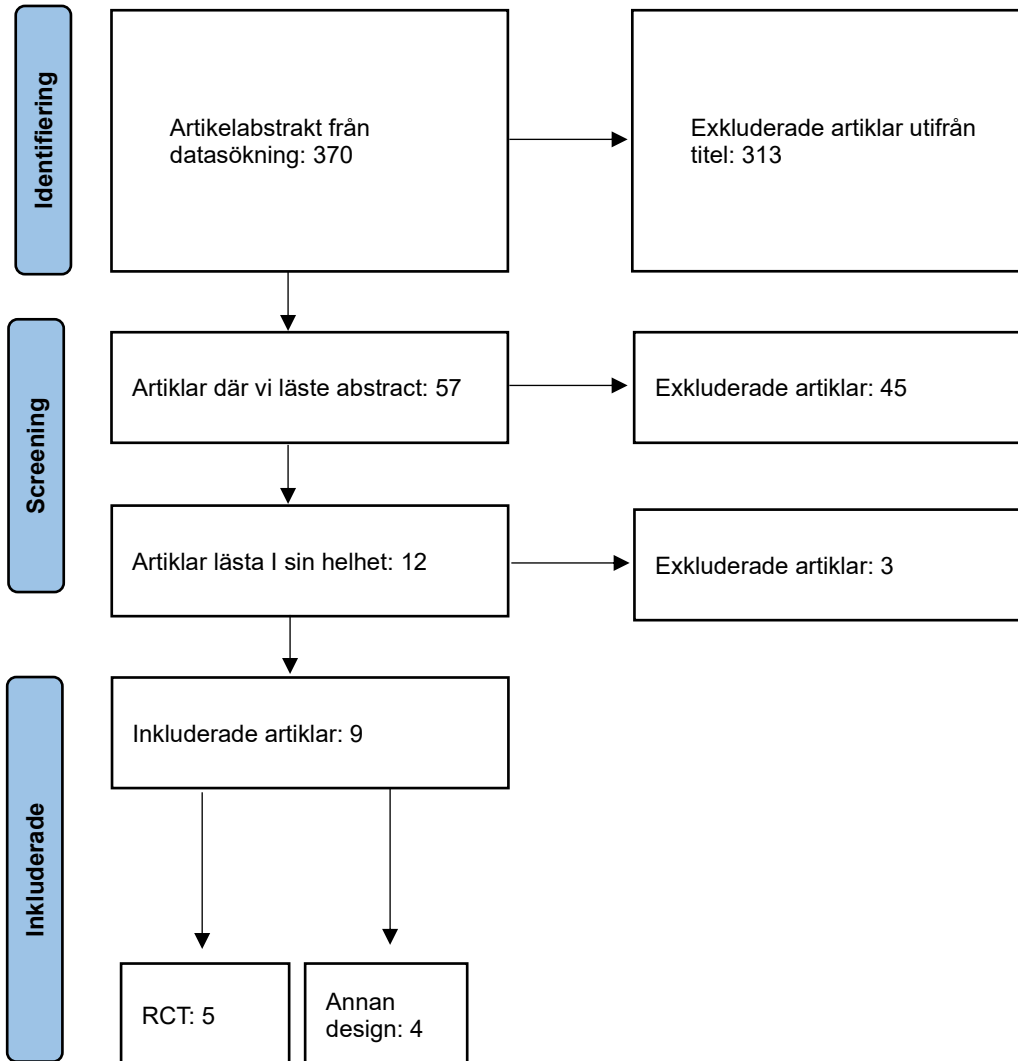 Identifiering
Artikelabstrakt från
datasökning: 370
Exkluderade artiklar utifrån
titel: 313
Screening
Artiklar där vi läste abstract: 57
Exkluderade artiklar: 45
Artiklar lästa I sin helhet: 12
Exkluderade artiklar: 3
Inkluderade
Inkluderade artiklar: 9
RCT: 5
Annan
design: 4